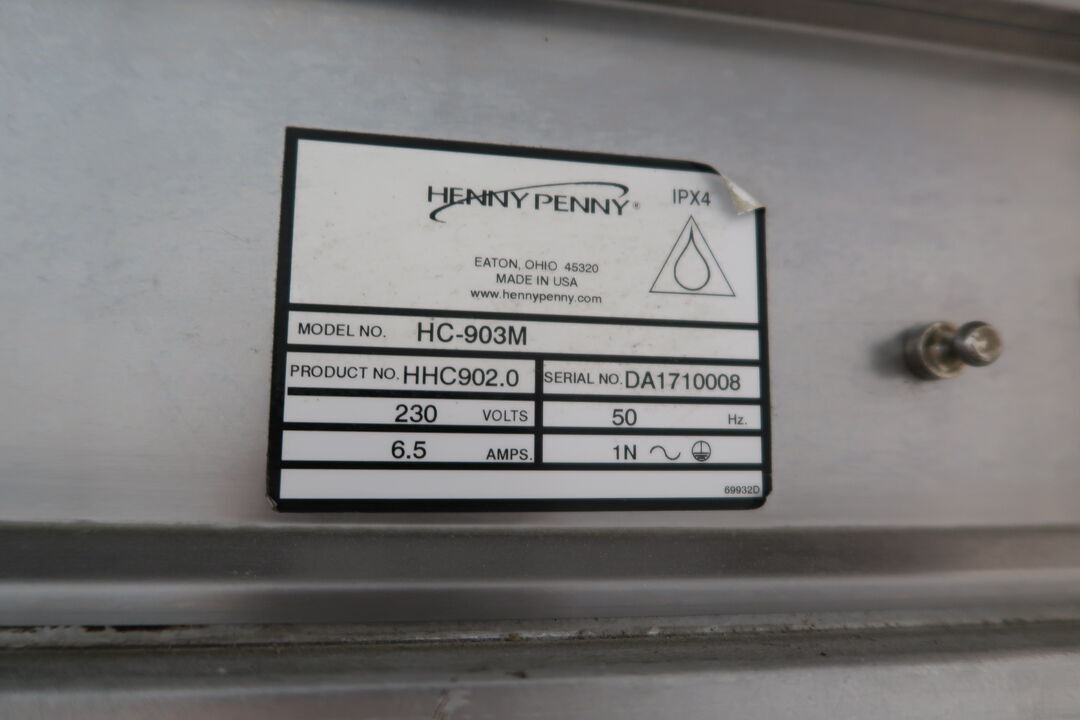 HENNY PENNY®
IPX4
EATON, OHIO 45320
MADE IN USA
www.hennypenny.com
MODEL NO. HC-903M
PRODUCT NO. HHC902.0 SERIAL NO. DA1710008
230 VOLTS 50 Hz.
6.5 AMPS. 1N
69932D